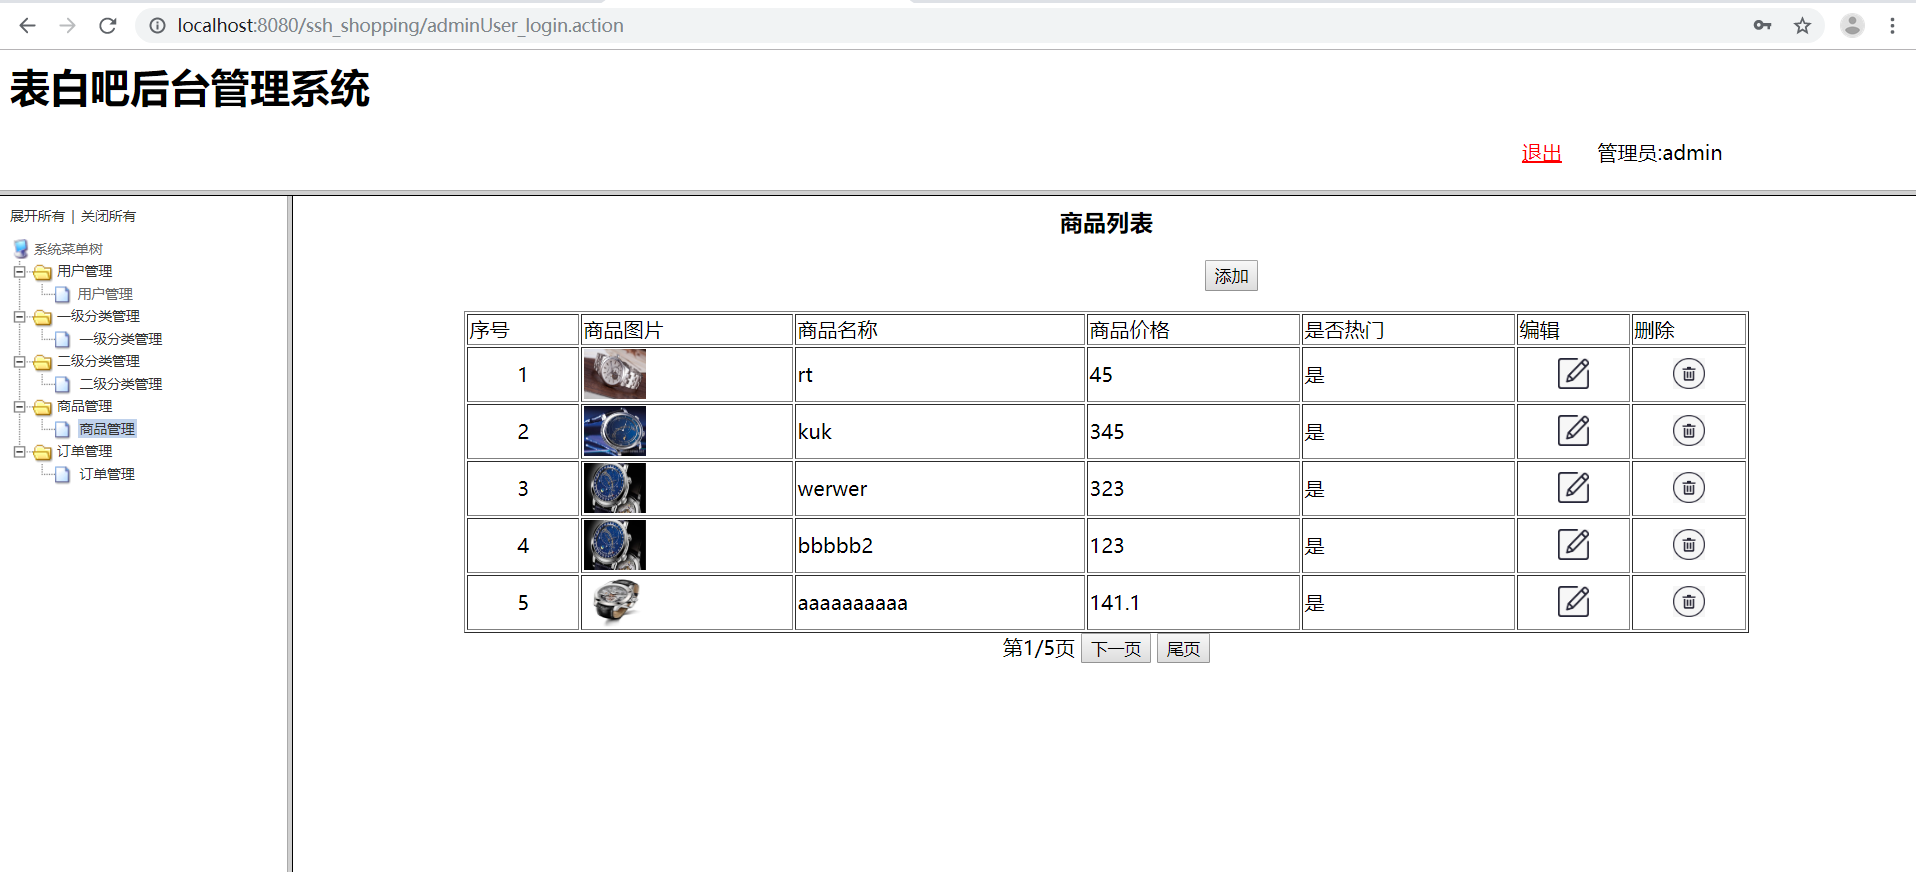 localhost:8080/ssh_shopping/adminUser_login.action
表白吧后台管理系统
退出 管理员:admin
展开所有 | 关闭所有
系统菜单树
用户管理
用户管理
一级分类管理
一级分类管理
二级分类管理
二级分类管理
商品管理
商品管理
订单管理
订单管理
商品列表
添加
序号 商品图片 商品名称 商品价格 是否热门 编辑 删除
1 rt 45 是
2 kuk 345 是
3 werwer 323 是
4 bbbbb2 123 是
5 aaaaaaaaaa 141.1 是
第1/5页 下一页 尾页